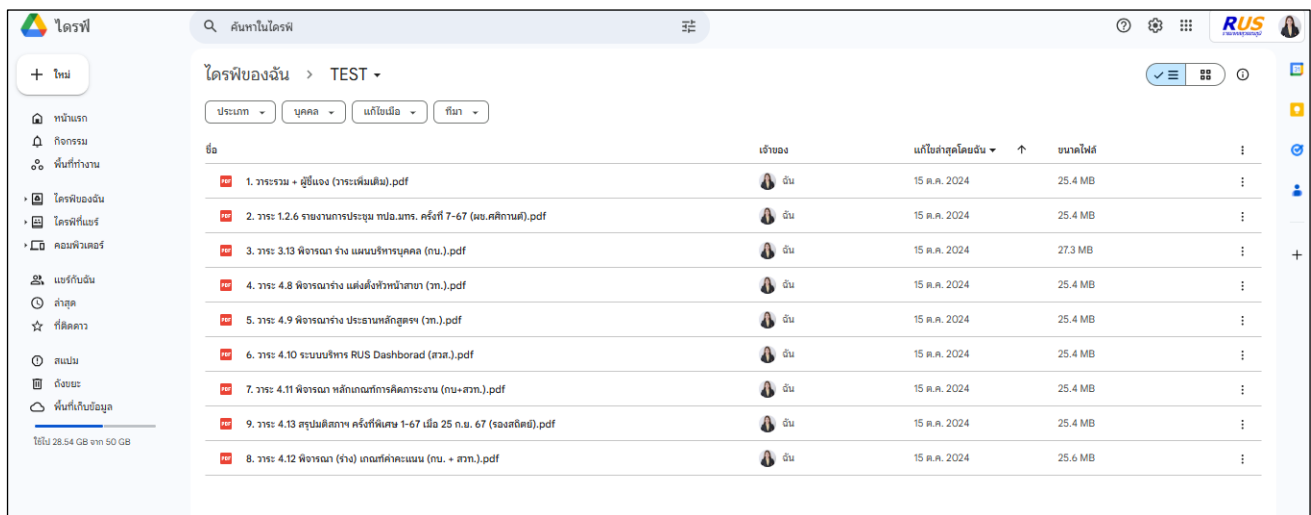 ไดรฟ์
ค้นหาในไดรฟ์
RUS
ใหม่
ไดรฟ์ของฉัน > TEST
ประเภท
บุคคล
แก้ไขเมื่อ
ที่มา
หน้าแรก
กิจกรรม
พื้นที่ทำงาน
ไดรฟ์ของฉัน
ไดรฟ์ที่แชร์
คอมพิวเตอร์
แชร์กับฉัน
ล่าสุด
ที่ติดดาว
สแปม
ถังขยะ
พื้นที่เก็บข้อมูล
ใช้ไป 28.54 GB จาก 50 GB
ชื่อ เจ้าของ แก้ไขล่าสุดโดยฉัน ขนาดไฟล์
PDF 1. วาระรวม + ผู้ชี้แจง (วาระเพิ่มเติม).pdf ฉัน 15 ต.ค. 2024 25.4 MB
PDF 2. วาระ 1.2.6 รายงานการประชุม ทปอ.มทร. ครั้งที่ 7-67 (ผช.ศศิกานต์).pdf ฉัน 15 ต.ค. 2024 25.4 MB
PDF 3. วาระ 3.13 พิจารณา ร่าง แผนบริหารบุคคล (กบ.).pdf ฉัน 15 ต.ค. 2024 27.3 MB
PDF 4. วาระ 4.8 พิจารณาร่าง แต่งตั้งหัวหน้าสาขา (วท.).pdf ฉัน 15 ต.ค. 2024 25.4 MB
PDF 5. วาระ 4.9 พิจารณาร่าง ประธานหลักสูตรฯ (วท.).pdf ฉัน 15 ต.ค. 2024 25.4 MB
PDF 6. วาระ 4.10 ระบบบริหาร RUS Dashborad (สวส.).pdf ฉัน 15 ต.ค. 2024 25.4 MB
PDF 7. วาระ 4.11 พิจารณา หลักเกณฑ์การคิดภาระงาน (กบ+สวท.).pdf ฉัน 15 ต.ค. 2024 25.4 MB
PDF 9. วาระ 4.13 สรุปมติสภาฯ ครั้งที่พิเศษ 1-67 เมื่อ 25 ก.ย. 67 (รองสถิตย์).pdf ฉัน 15 ต.ค. 2024 25.4 MB
PDF 8. วาระ 4.12 พิจารณา (ร่าง) เกณฑ์ค่าคะแนน (กบ. + สวท.).pdf ฉัน 15 ต.ค. 2024 25.6 MB